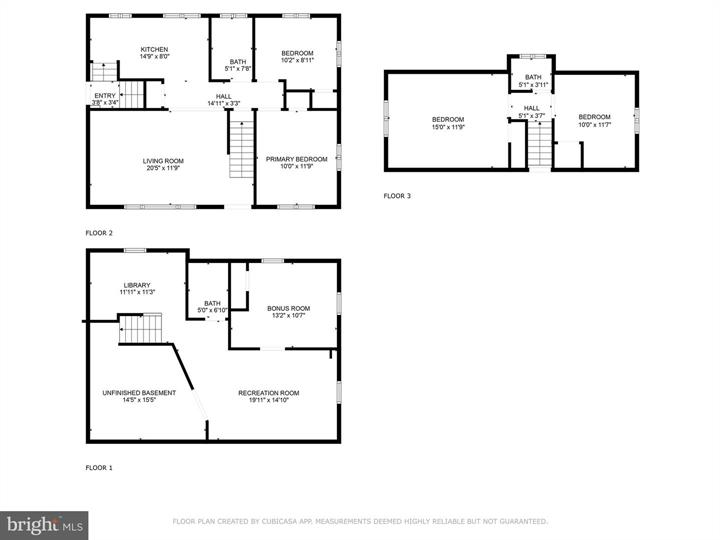 KITCHEN
14'9" x 8'0"
BATH
5'1" x 7'8"
BEDROOM
10'2" x 8'11"
ENTRY
3'8" x 3'4"
HALL
14'11" x 3'3"
LIVING ROOM
20'5" x 11'9"
PRIMARY BEDROOM
10'0" x 11'9"
FLOOR 2
BATH
5'1" x 3'11"
HALL
5'1" x 3'7"
BEDROOM
15'0" x 11'9"
BEDROOM
10'0" x 11'7"
FLOOR 3
LIBRARY
11'11" x 11'3"
BATH
5'0" x 6'10"
BONUS ROOM
13'2" x 10'7"
UNFINISHED BASEMENT
14'5" x 15'5"
RECREATION ROOM
19'11" x 14'10"
FLOOR 1
bright MLS
FLOOR PLAN CREATED BY CUBICASA APP. MEASUREMENTS DEEMED HIGHLY RELIABLE BUT NOT GUARANTEED.